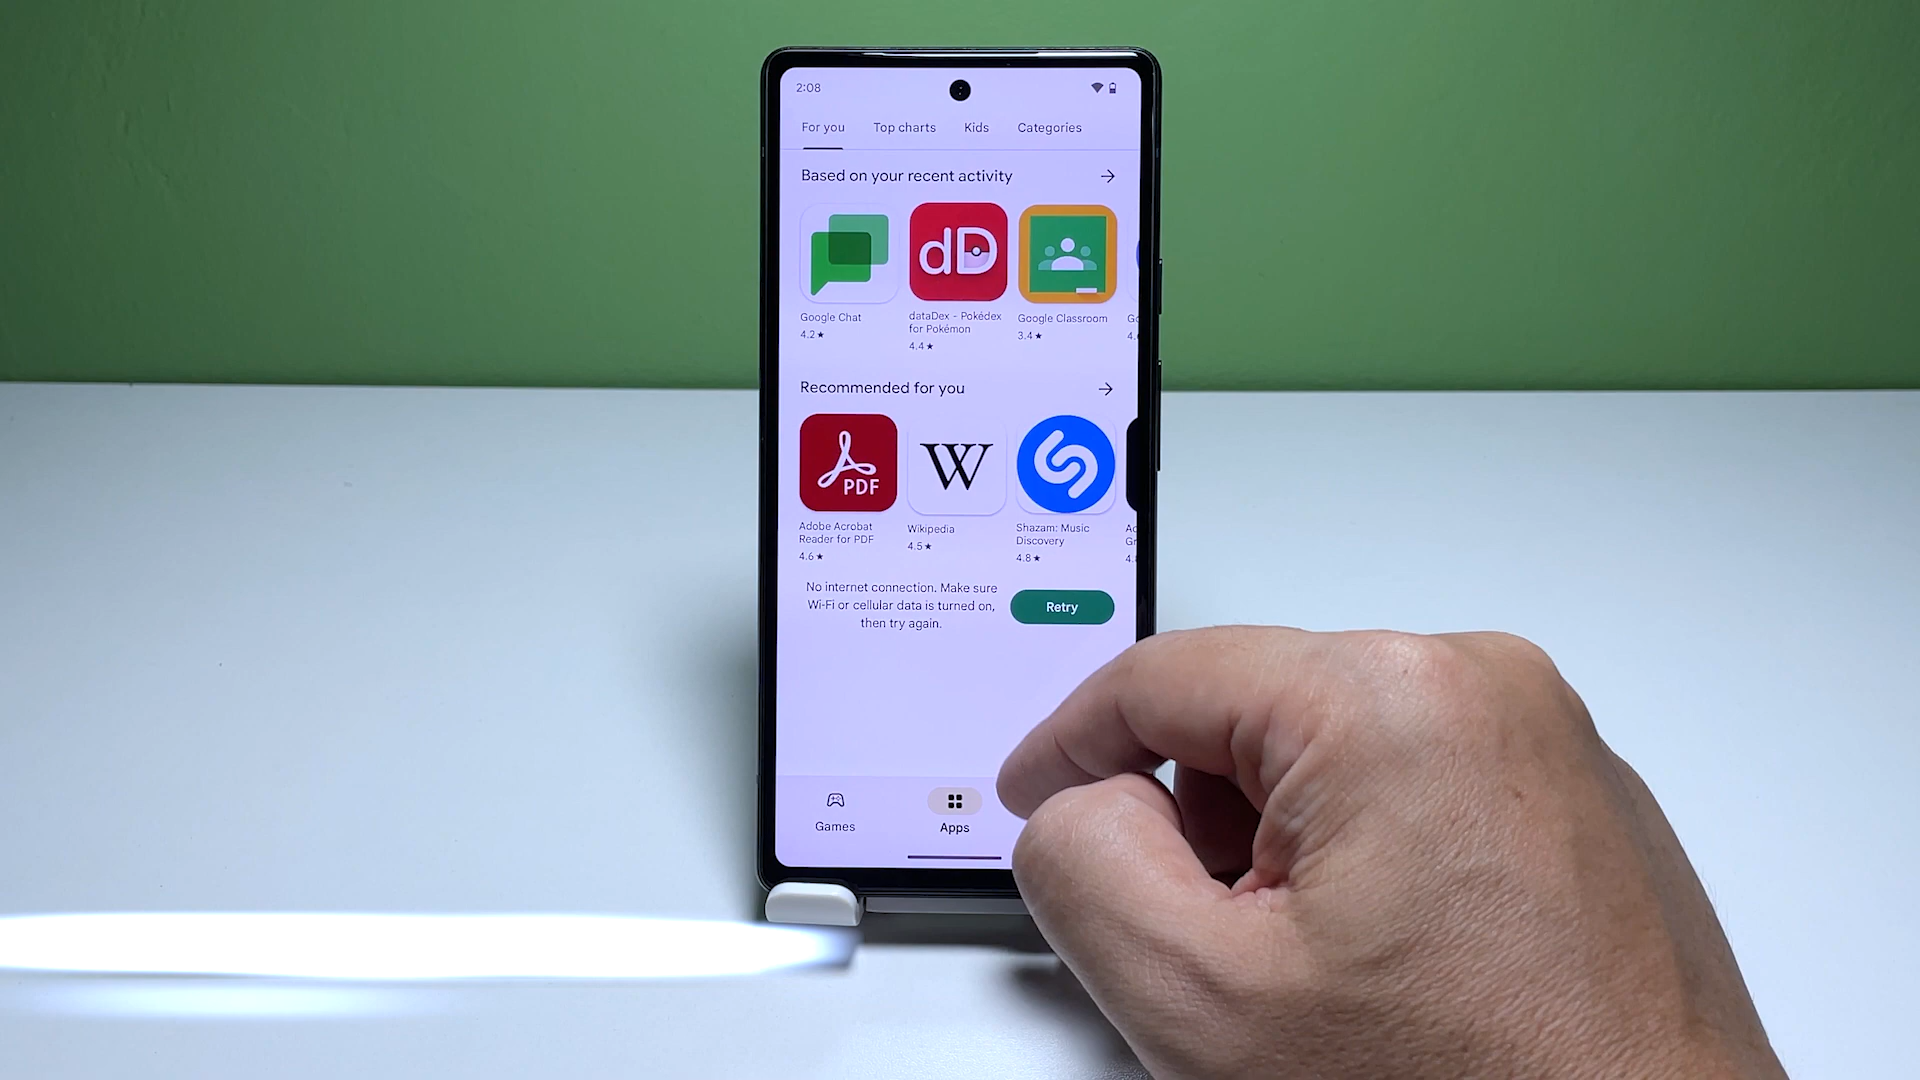 2:08
For you Top charts Kids Categories
Based on your recent activity
dD
Google Chat
4.2★
dataDex - Pokédex
for Pokémon
4.4★
Google Classroom
3.4★
Recommended for you
PDF
W
Adobe Acrobat
Reader for PDF
4.6★
Wikipedia
4.5★
Shazam: Music
Discovery
4.8★
No internet connection. Make sure
Wi-Fi or cellular data is turned on,
then try again.
Retry
Games
Apps